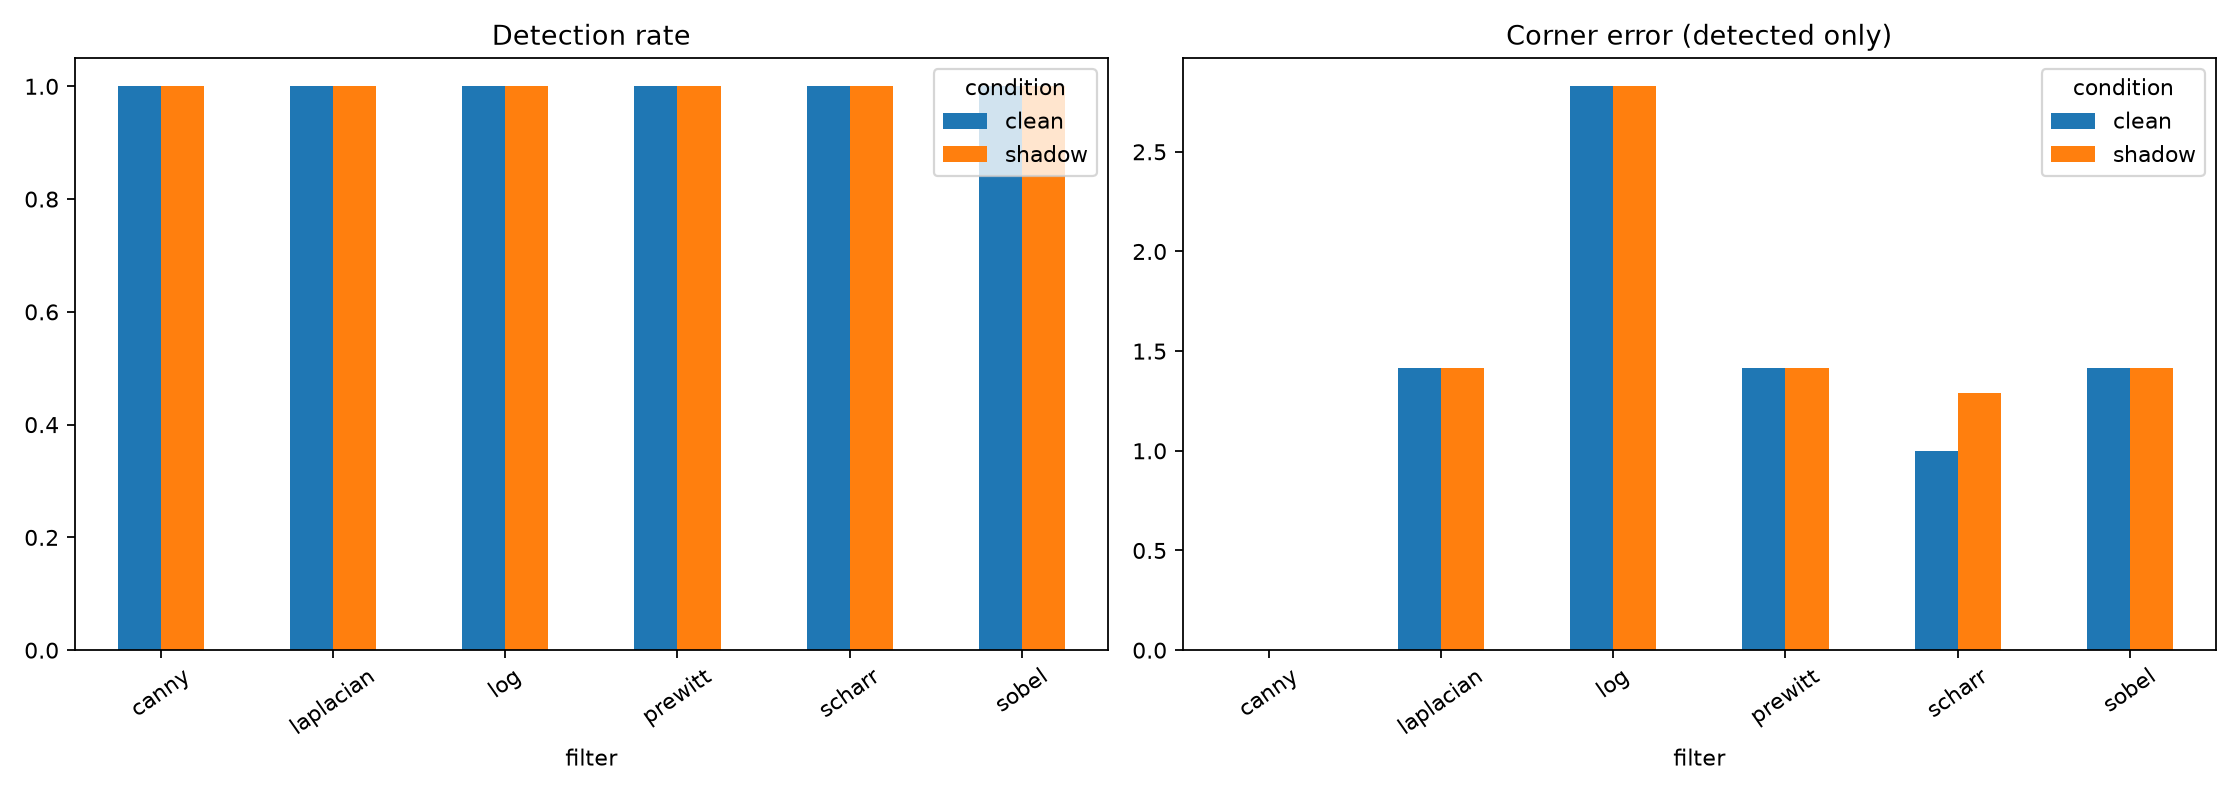 Detection rate
1.0
0.8
0.6
0.4
0.2
0.0
condition
clean
shadow
canny
laplacian
log
prewitt
scharr
sobel
filter
Corner error (detected only)
2.5
2.0
1.5
1.0
0.5
0.0
condition
clean
shadow
canny
laplacian
log
prewitt
scharr
sobel
filter